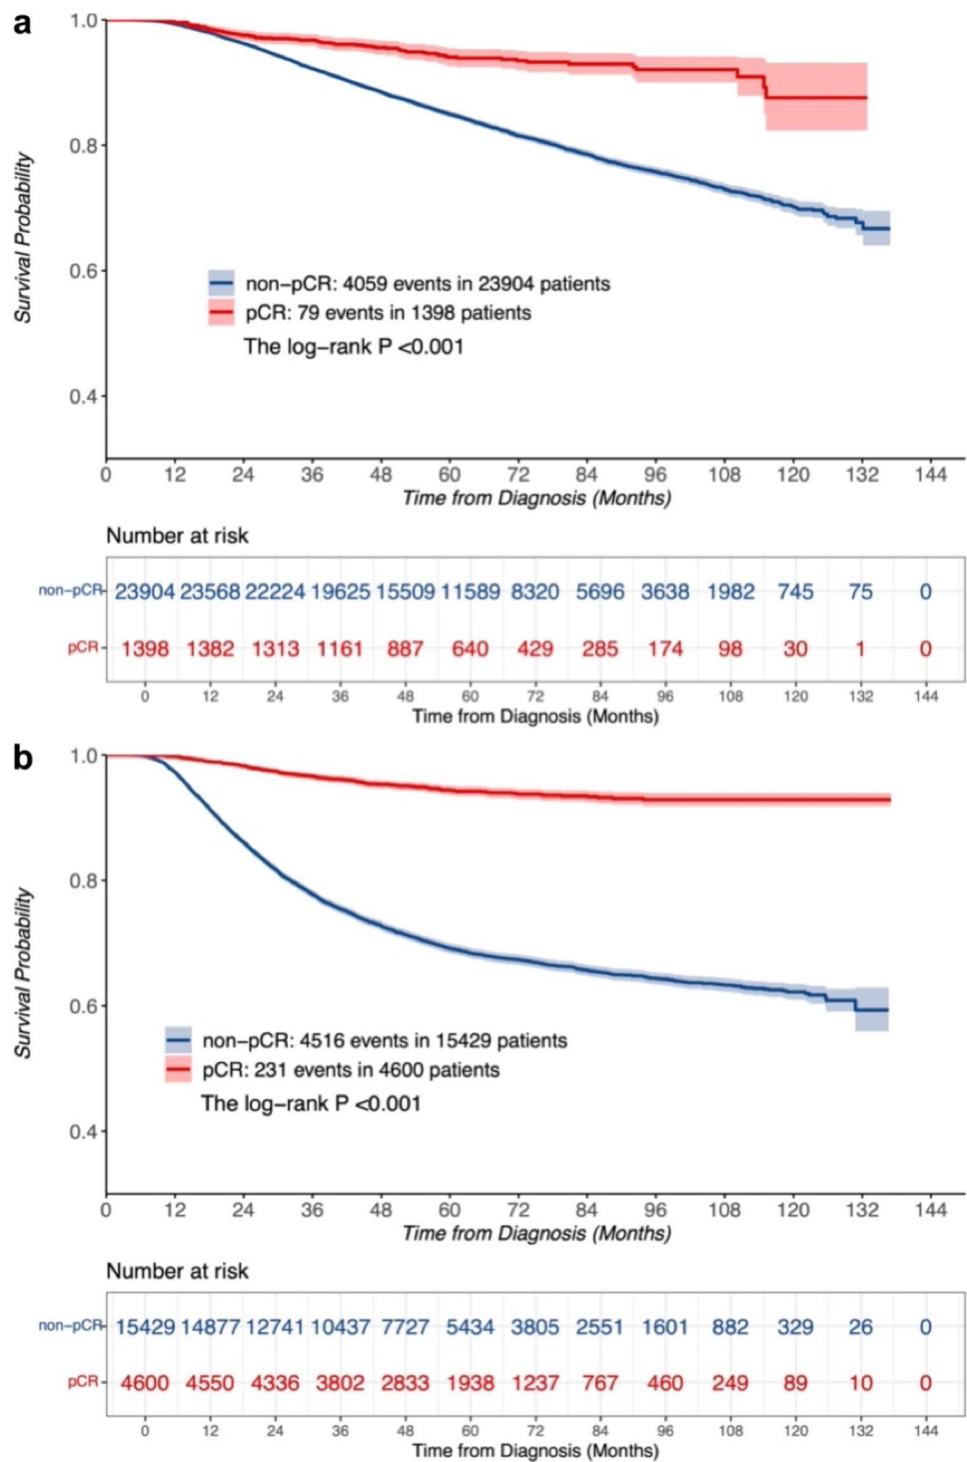 a
1.0
0.8
0.6
0.4
Survival Probability
non−pCR: 4059 events in 23904 patients
pCR: 79 events in 1398 patients
The log−rank P <0.001
0 12 24 36 48 60 72 84 96 108 120 132 144
Time from Diagnosis (Months)
Number at risk
non−pCR 23904 23568 22224 19625 15509 11589 8320 5696 3638 1982 745 75 0
pCR 1398 1382 1313 1161 887 640 429 285 174 98 30 1 0
0 12 24 36 48 60 72 84 96 108 120 132 144
Time from Diagnosis (Months)
b
1.0
0.8
0.6
0.4
Survival Probability
non−pCR: 4516 events in 15429 patients
pCR: 231 events in 4600 patients
The log−rank P <0.001
0 12 24 36 48 60 72 84 96 108 120 132 144
Time from Diagnosis (Months)
Number at risk
non−pCR 15429 14877 12741 10437 7727 5434 3805 2551 1601 882 329 26 0
pCR 4600 4550 4336 3802 2833 1938 1237 767 460 249 89 10 0
0 12 24 36 48 60 72 84 96 108 120 132 144
Time from Diagnosis (Months)